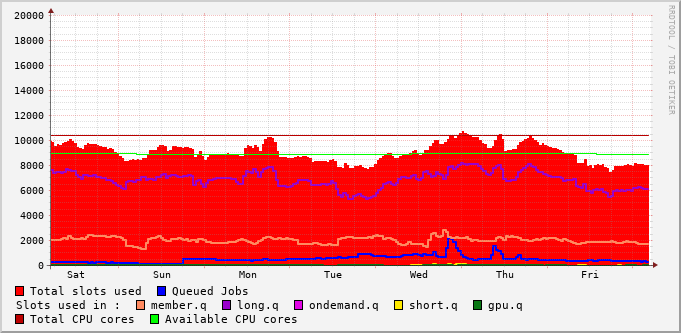 20000
18000
16000
14000
12000
10000
8000
6000
4000
2000
0
Sat Sun Mon Tue Wed Thu Fri
Total slots used Queued Jobs
Slots used in : member.q long.q ondemand.q short.q gpu.q
Total CPU cores Available CPU cores
RRDTOOL / TOBI OETIKER